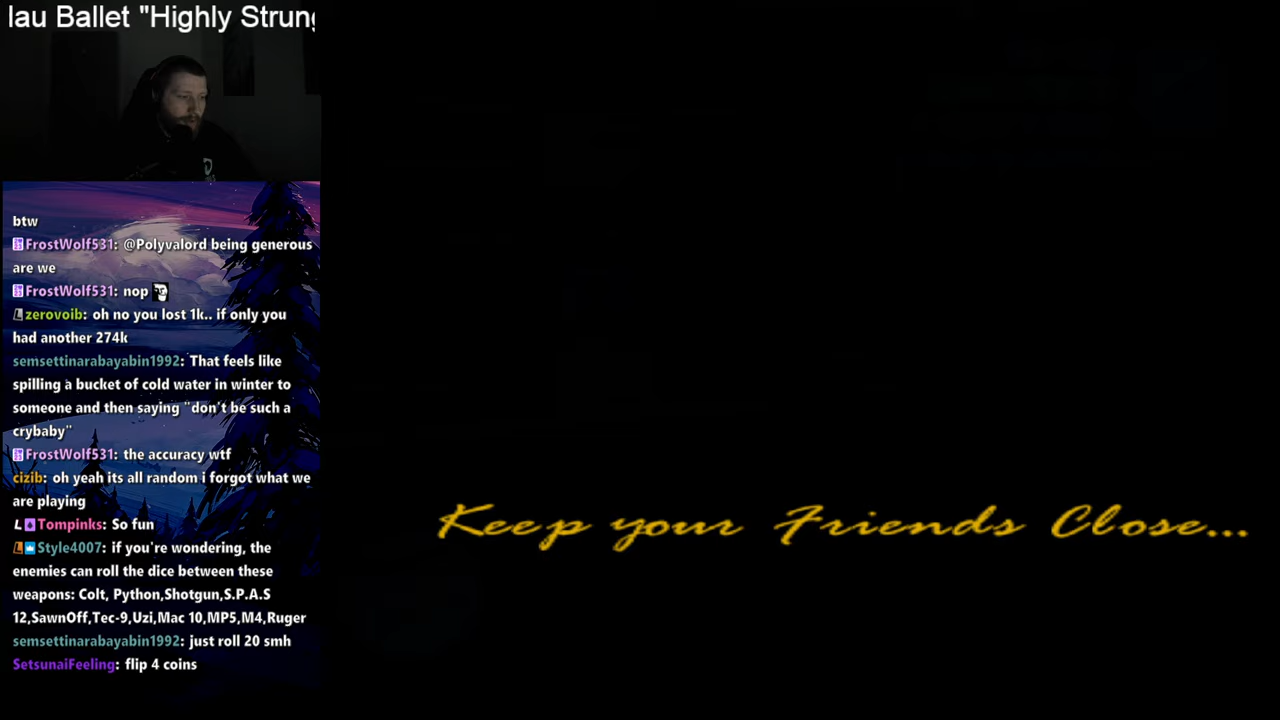 lau Ballet "Highly Strung
btw
FrostWolf531: @Polyvalord being generous
are we
FrostWolf531: nop
zerovoib: oh no you lost 1k.. if only you
had another 274k
semsettinarabayabin1992: That feels like
spilling a bucket of cold water in winter to
someone and then saying "don't be such a
crybaby"
FrostWolf531: the accuracy wtf
cizib: oh yeah its all random i forgot what we
are playing
Tompinks: So fun
Style4007: if you're wondering, the
enemies can roll the dice between these
weapons: Colt, Python,Shotgun,S.P.A.S
12,SawnOff,Tec-9,Uzi,Mac 10,MP5,M4,Ruger
semsettinarabayabin1992: just roll 20 smh
SetsunaiFeeling: flip 4 coins
Keep your Friends Close...